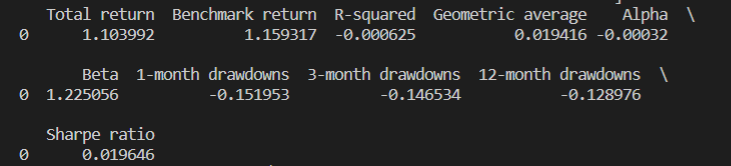 Total return  Benchmark return  R-squared  Geometric average    Alpha  \
0      1.103992          1.159317  -0.000625           0.019416 -0.00032
Beta  1-month drawdowns  3-month drawdowns  12-month drawdowns  \
0  1.225056          -0.151953          -0.146534           -0.128976
Sharpe ratio
0      0.019646